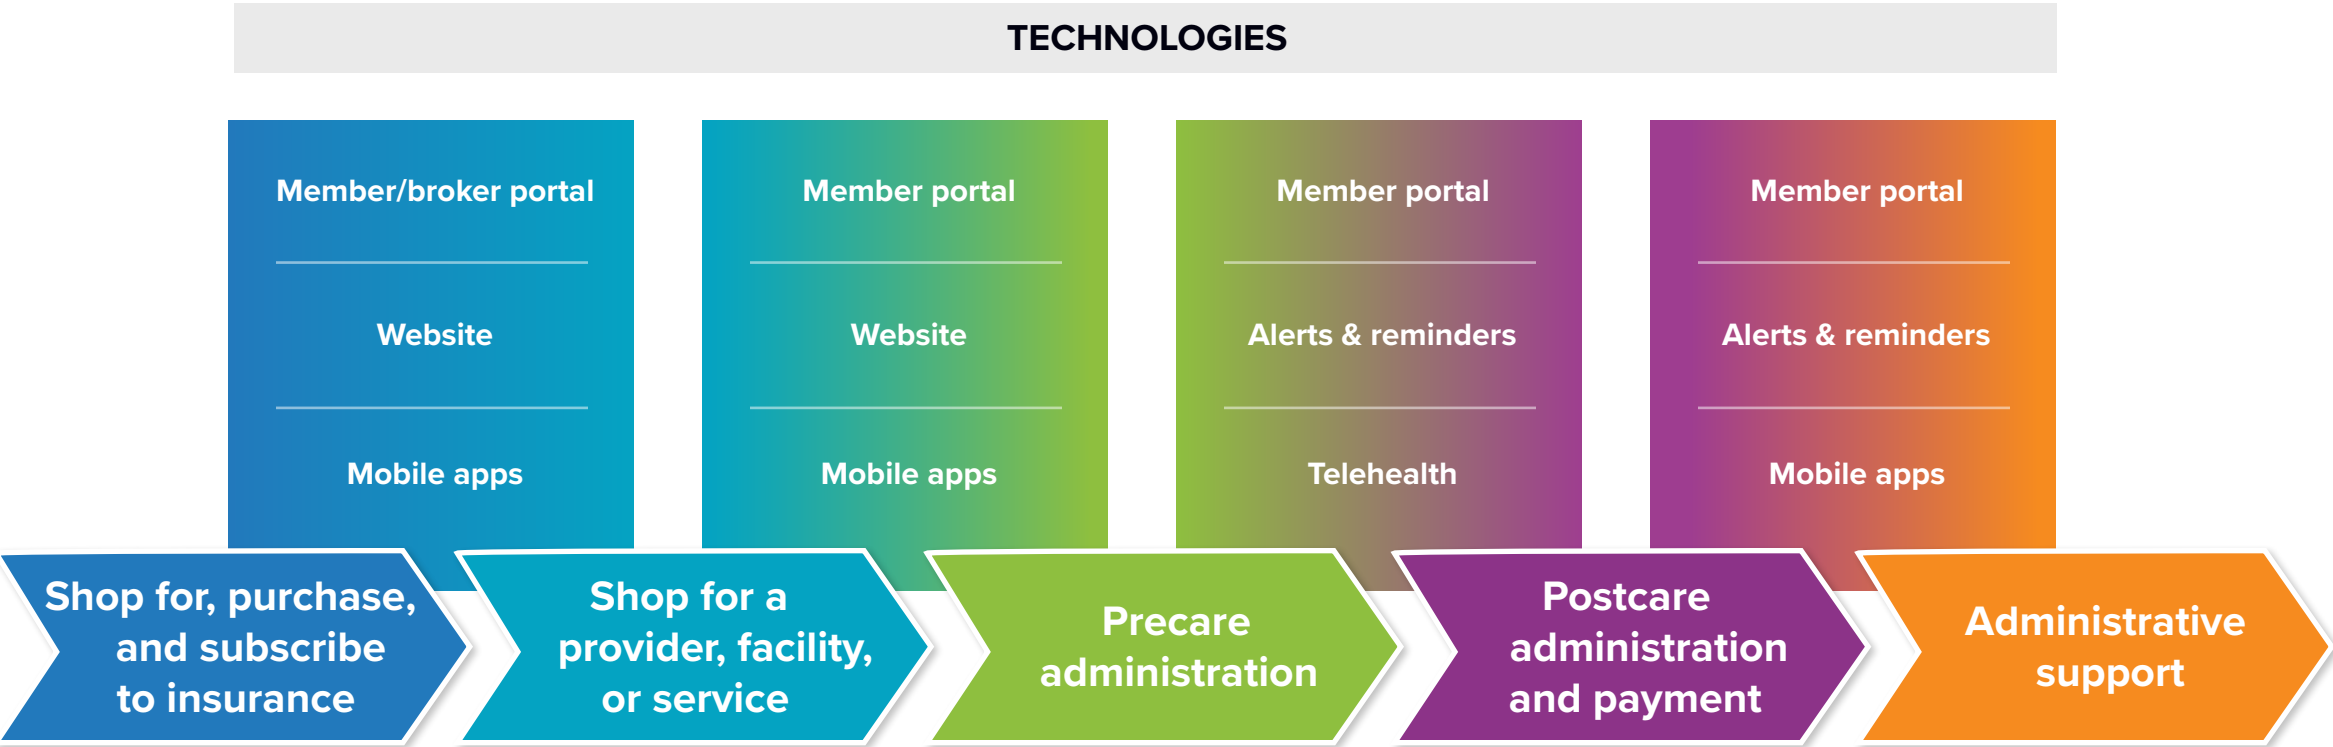 TECHNOLOGIES
Member/broker portal
Website
Mobile apps
Member portal
Website
Mobile apps
Member portal
Alerts & reminders
Telehealth
Member portal
Alerts & reminders
Mobile apps
Shop for, purchase,
and subscribe
to insurance
Shop for a
provider, facility,
or service
Precare
administration
Postcare
administration
and payment
Administrative
support